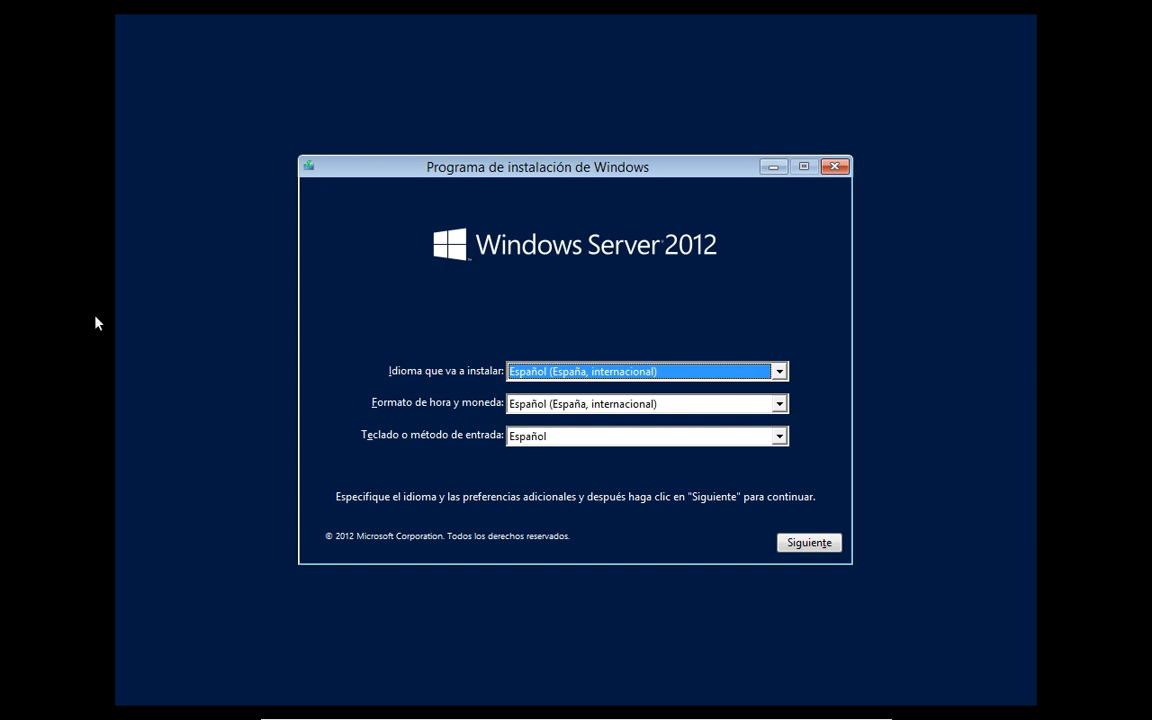 Programa de instalación de Windows
Windows Server 2012
Idioma que va a instalar: Español (España, internacional)
Formato de hora y moneda: Español (España, internacional)
Teclado o método de entrada: Español
Especifique el idioma y las preferencias adicionales y después haga clic en "Siguiente" para continuar.
© 2012 Microsoft Corporation. Todos los derechos reservados.
Siguiente